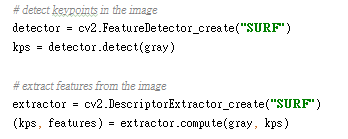 # detect keypoints in the image
detector = cv2.FeatureDetector_create("SURF")
kps = detector.detect(gray)
# extract features from the image
extractor = cv2.DescriptorExtractor_create("SURF")
(kps, features) = extractor.compute(gray, kps)